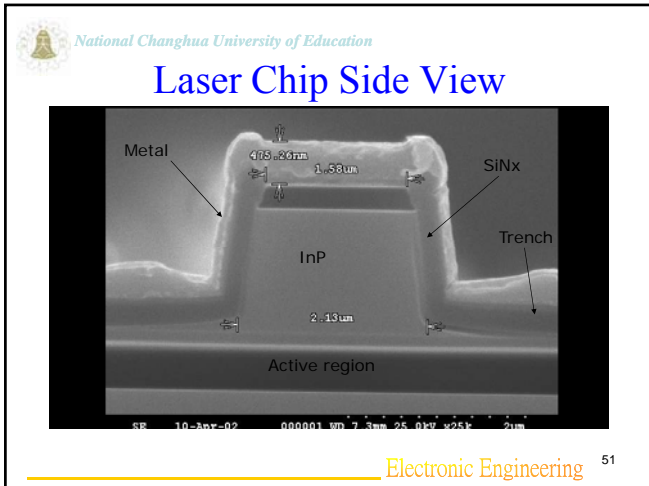 National Changhua University of Education
Laser Chip Side View
Metal
475.26nm
1.58um
SiNx
Trench
InP
2.13um
Active region
SE 10-Apr-02 000001 WD 7.3mm 25.0kV x25k 2um
Electronic Engineering 51